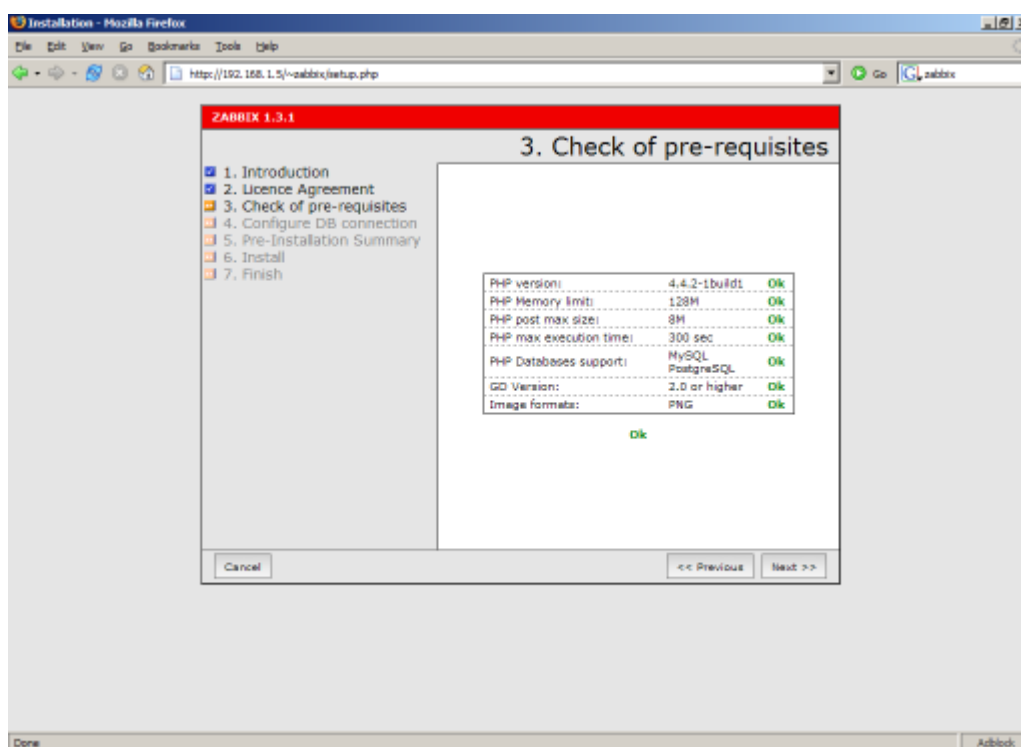 Installation - Mozilla Firefox
File Edit View Go Bookmarks Tools Help
http://192.168.1.5/~zabbix/setup.php Go zabbix
ZABBIX 1.3.1
3. Check of pre-requisites
1. Introduction
2. Licence Agreement
3. Check of pre-requisites
4. Configure DB connection
5. Pre-Installation Summary
6. Install
7. Finish
PHP version: 4.4.2-1build1 Ok
PHP Memory limit: 128M Ok
PHP post max size: 8M Ok
PHP max execution time: 300 sec Ok
PHP Databases support: MySQL
PostgreSQL Ok
GD Version: 2.0 or higher Ok
Image formats: PNG Ok
Ok
Cancel << Previous Next >>
Done Adblock